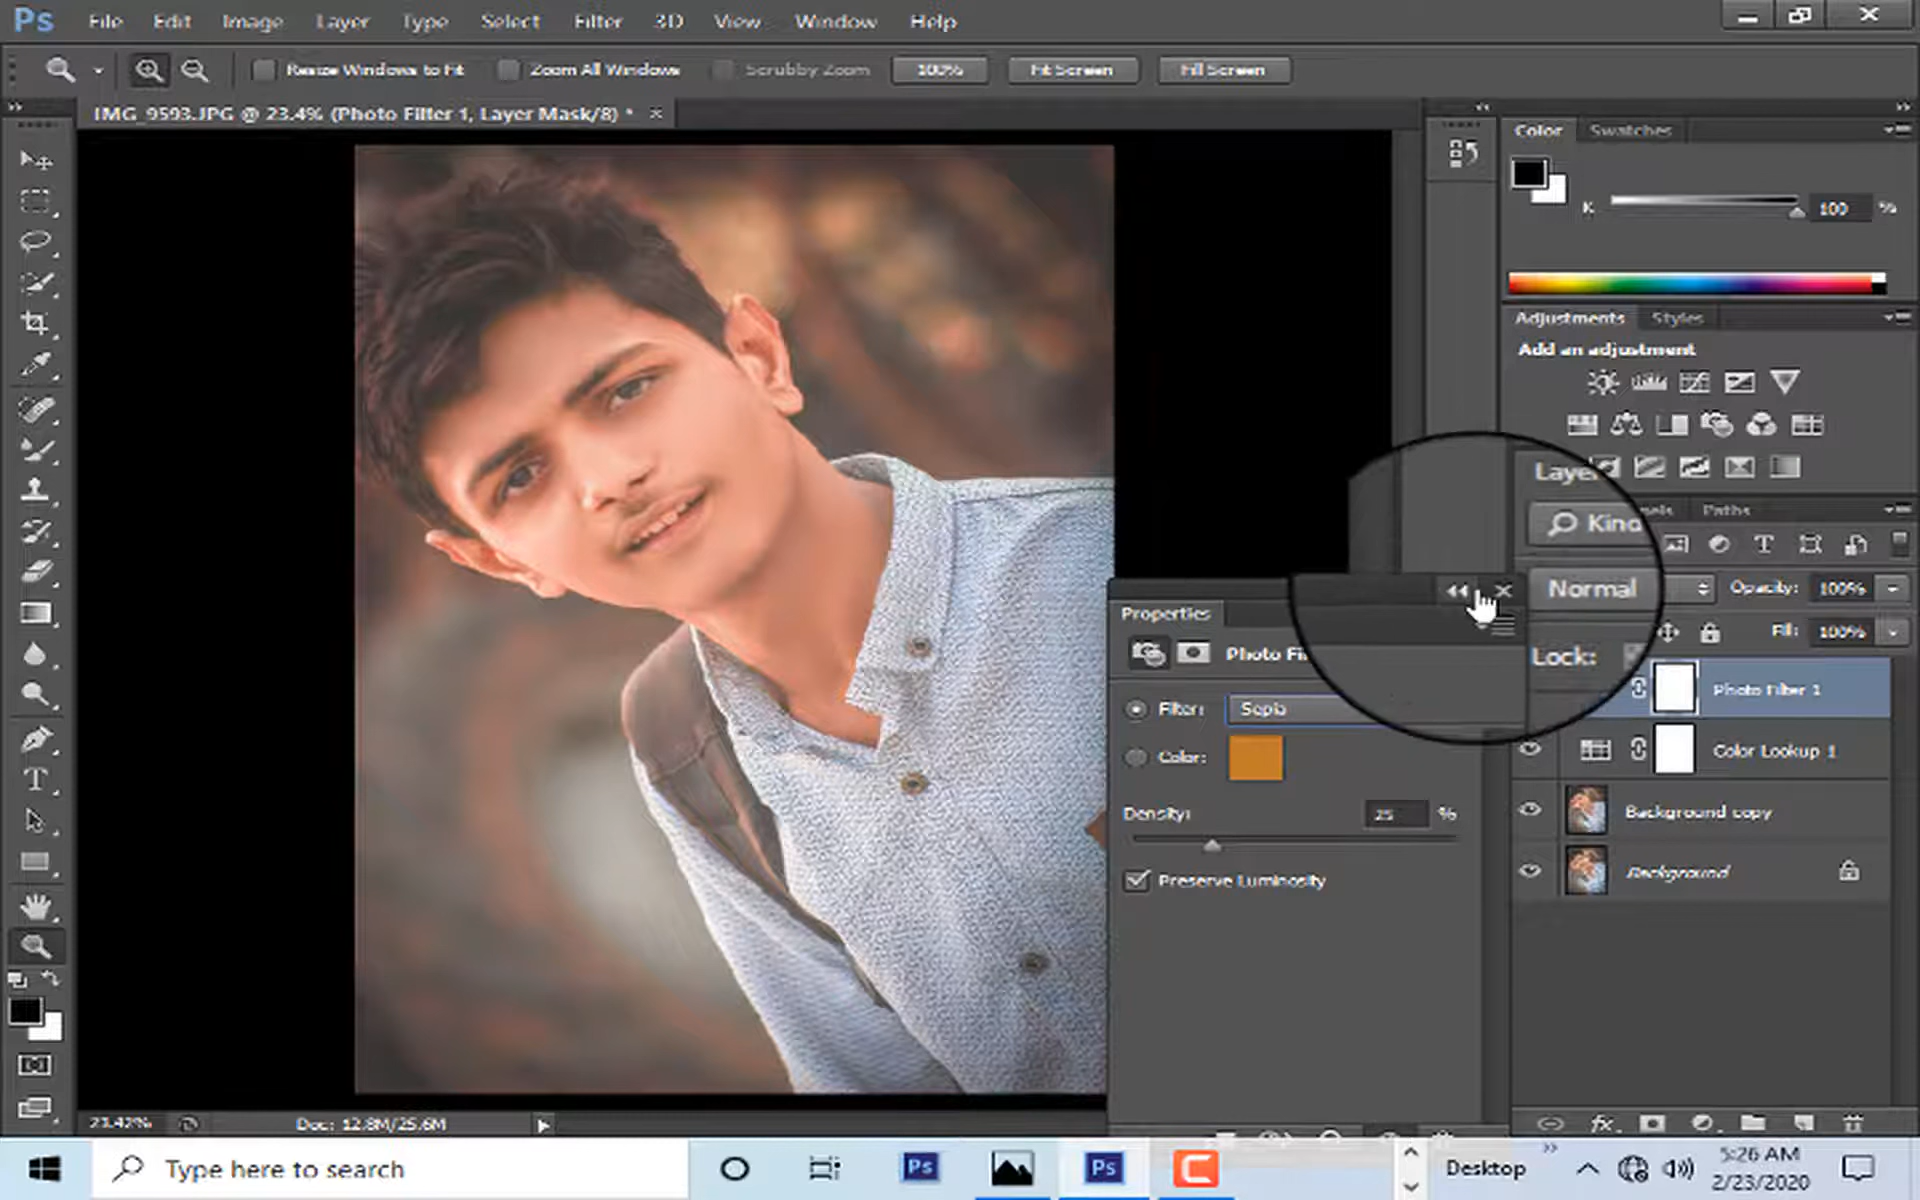 Ps File Edit Image Layer Type Select Filter 3D View Window Help
Resize Windows to Fit Zoom All Windows Scrubby Zoom 100% Fit Screen Fill Screen
IMG_9593.JPG @ 23.4% (Photo Filter 1, Layer Mask/8) * ×
Color Swatches
K 100 %
Adjustments Styles
Add an adjustment
Paths
Kind
Normal Opacity: 100%
Lock: Fill: 100%
Photo Filter 1
Color Lookup 1
Background copy
Background
Properties
Filter: Sepia
Color:
Density: 25 %
Preserve Luminosity
23.42% Doc: 12.8M/25.6M
Type here to search
Ps
Ps
Desktop
5:26 AM
2/23/2020